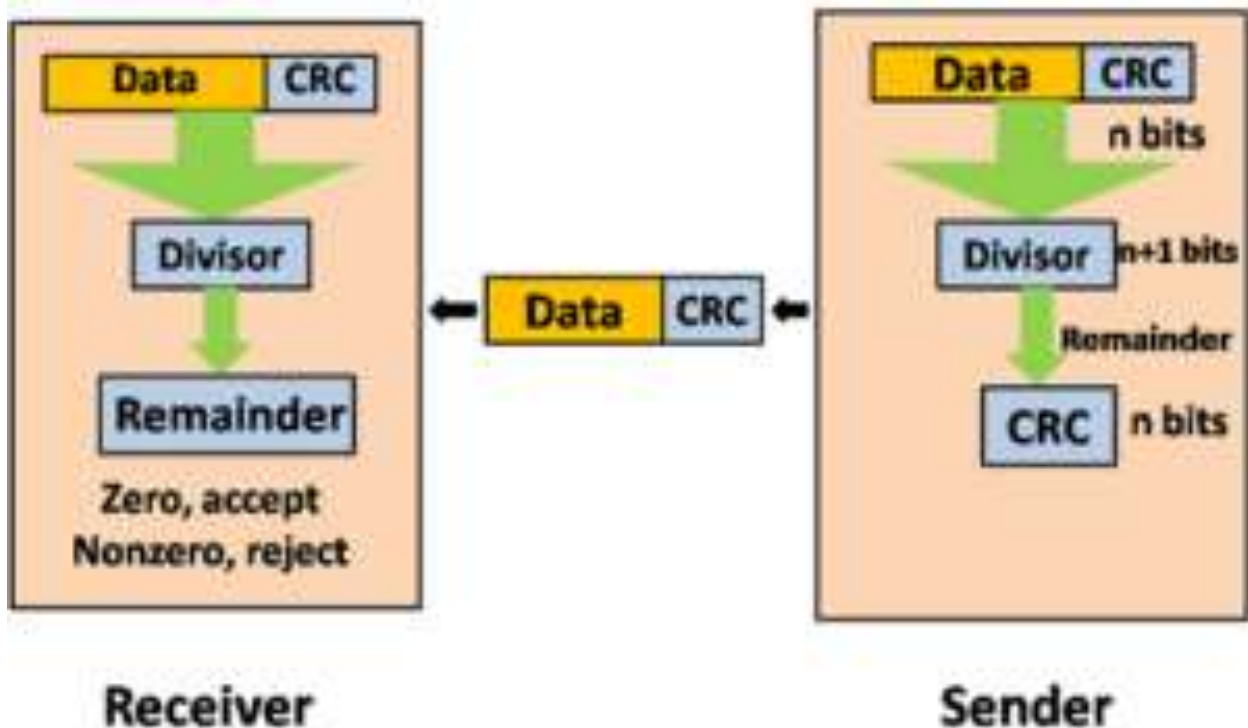 Data CRC
Divisor
Remainder
Zero, accept
Nonzero, reject
Receiver
Data CRC
Data CRC
n bits
Divisor n+1 bits
Remainder
CRC n bits
Sender